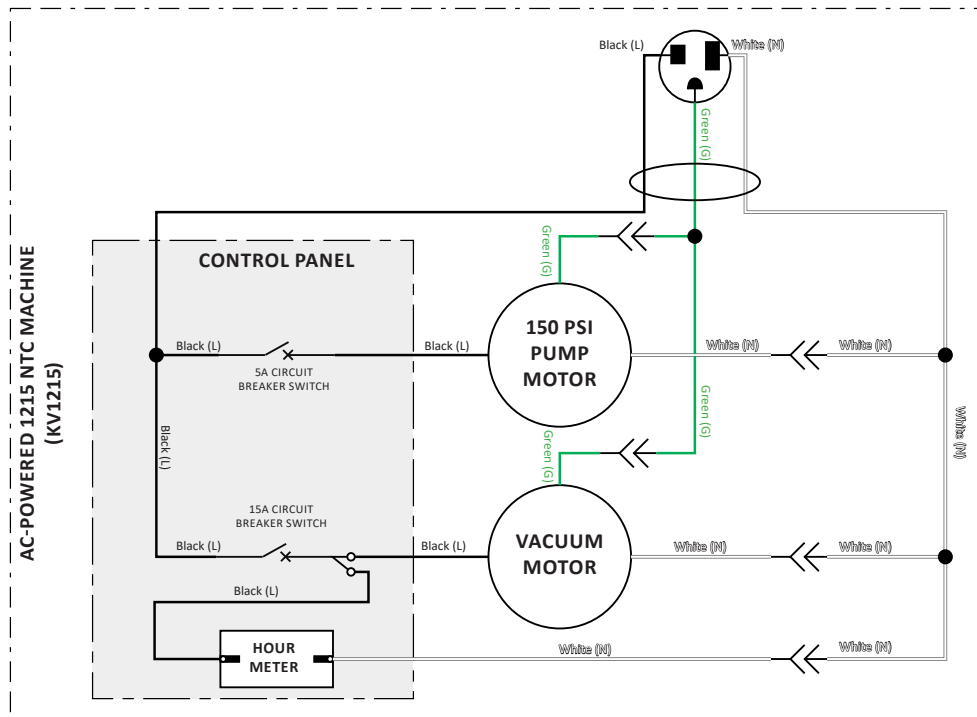 Black (L)
White (N)
Green (G)
AC-POWERED 1215 NTC MACHINE
(KV1215)
CONTROL PANEL
Green (G)
150 PSI
PUMP
MOTOR
Black (L)
Black (L)
White (N)
White (N)
5A CIRCUIT
BREAKER SWITCH
Black (L)
Green (G)
White (N)
Green (G)
15A CIRCUIT
BREAKER SWITCH
Black (L)
Black (L)
VACUUM
MOTOR
White (N)
White (N)
Black (L)
HOUR
METER
White (N)
White (N)